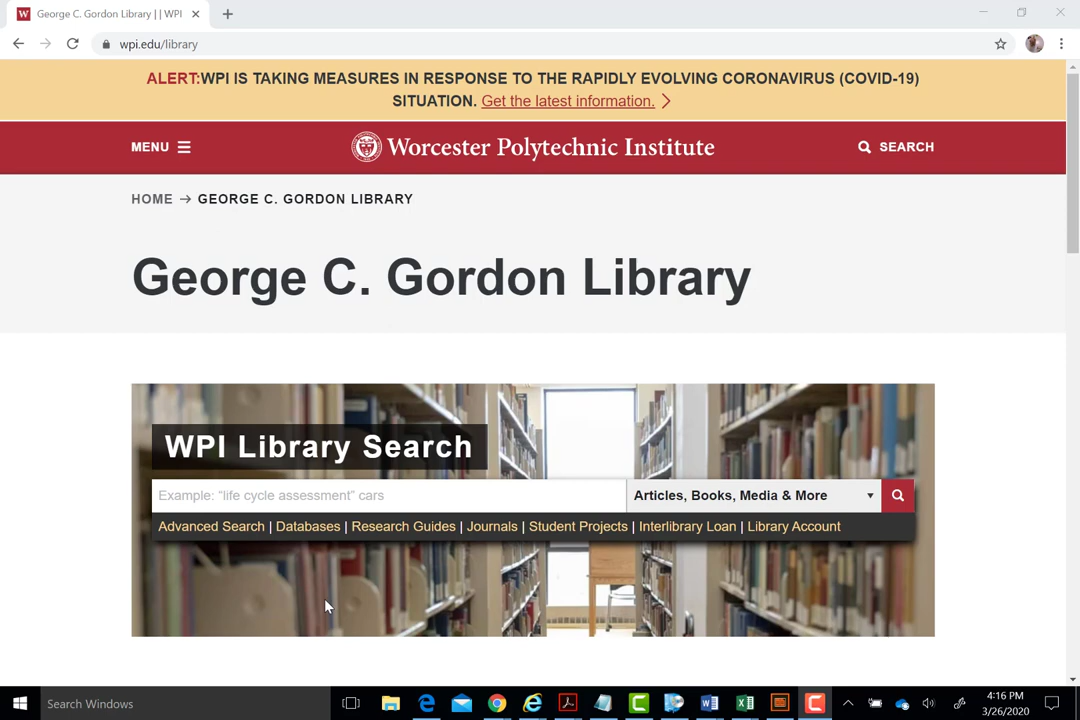 George C. Gordon Library | | WPI
wpi.edu/library
ALERT:WPI IS TAKING MEASURES IN RESPONSE TO THE RAPIDLY EVOLVING CORONAVIRUS (COVID-19)
SITUATION. Get the latest information.
MENU
Worcester Polytechnic Institute
SEARCH
HOME → GEORGE C. GORDON LIBRARY
George C. Gordon Library
WPI Library Search
Example: “life cycle assessment” cars
Articles, Books, Media & More
Advanced Search | Databases | Research Guides | Journals | Student Projects | Interlibrary Loan | Library Account
Search Windows
4:16 PM
3/26/2020